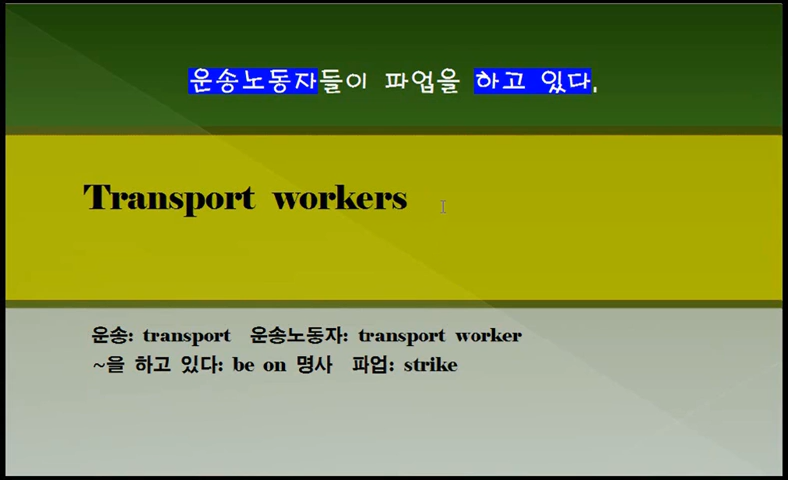 운송노동자들이 파업을 하고 있다.
Transport workers
운송: transport 운송노동자: transport worker
~을 하고 있다: be on 명사 파업: strike